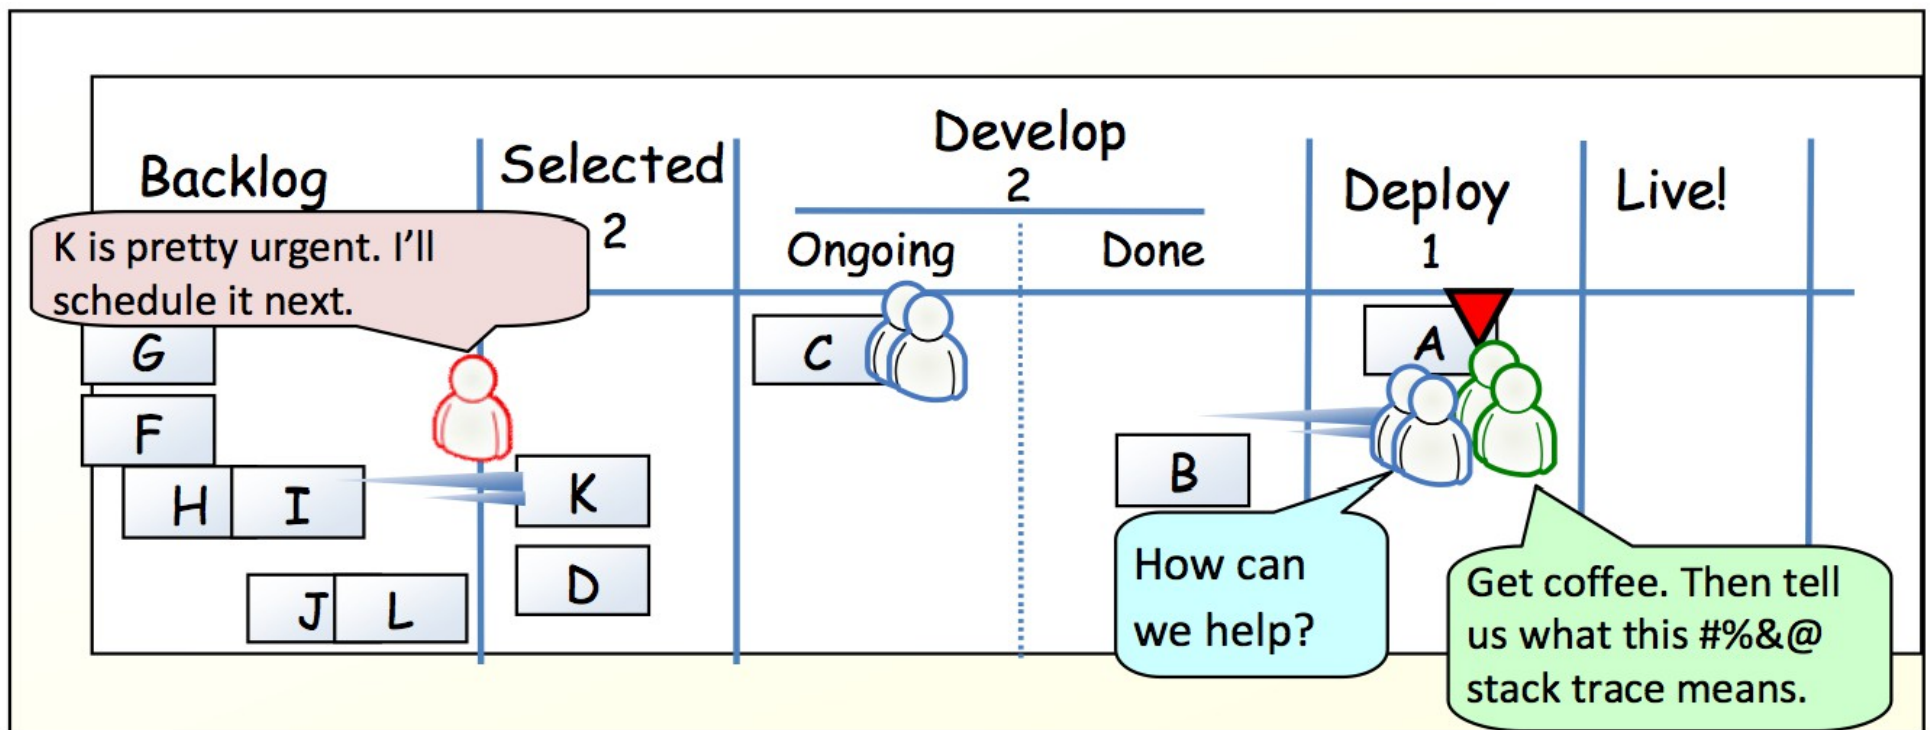 Backlog
Selected
2
Develop
2
Ongoing
Done
Deploy
1
Live!
K is pretty urgent. I’ll
schedule it next.
G
F
H
I
J
L
K
D
C
B
A
How can
we help?
Get coffee. Then tell
us what this #%&@
stack trace means.